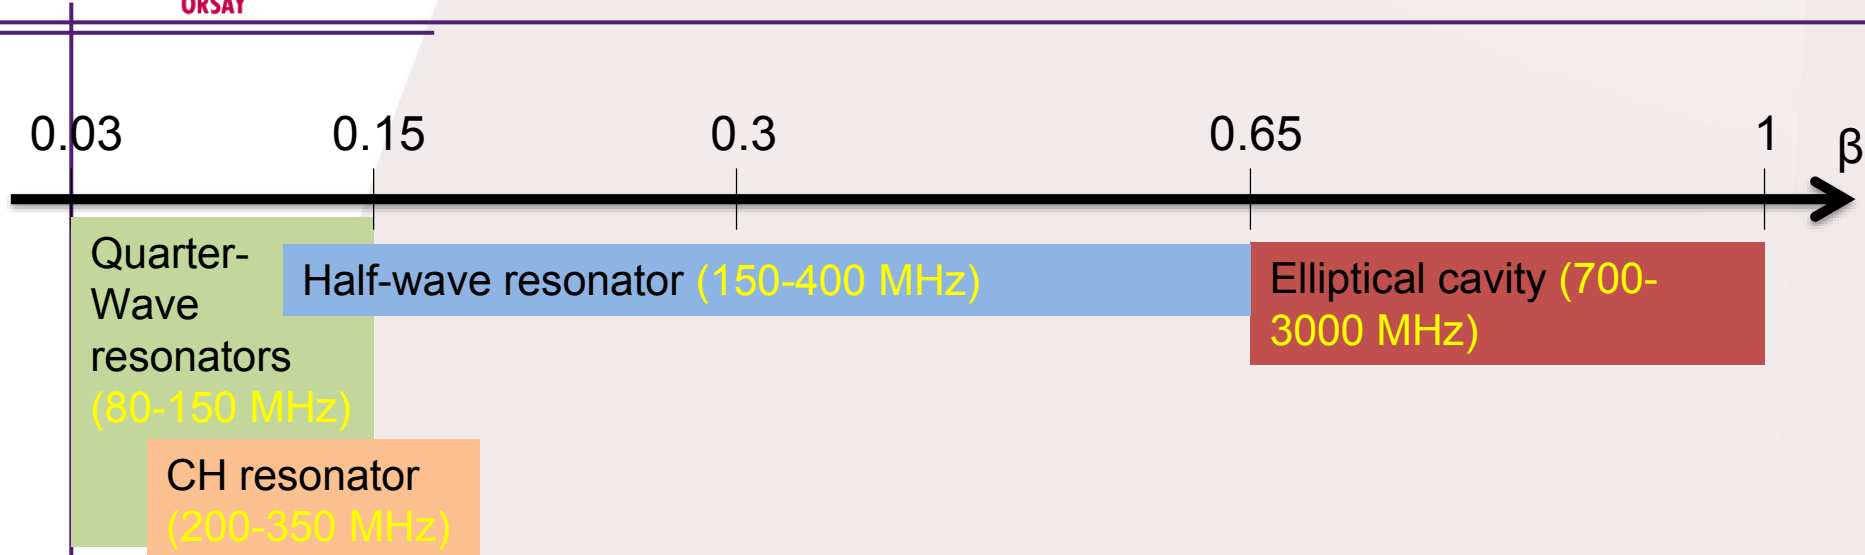 ORSAY
0.03 0.15 0.3 0.65 1 β
Quarter-
Wave
resonators
(80-150 MHz)
Half-wave resonator (150-400 MHz)
Elliptical cavity (700-
3000 MHz)
CH resonator
(200-350 MHz)